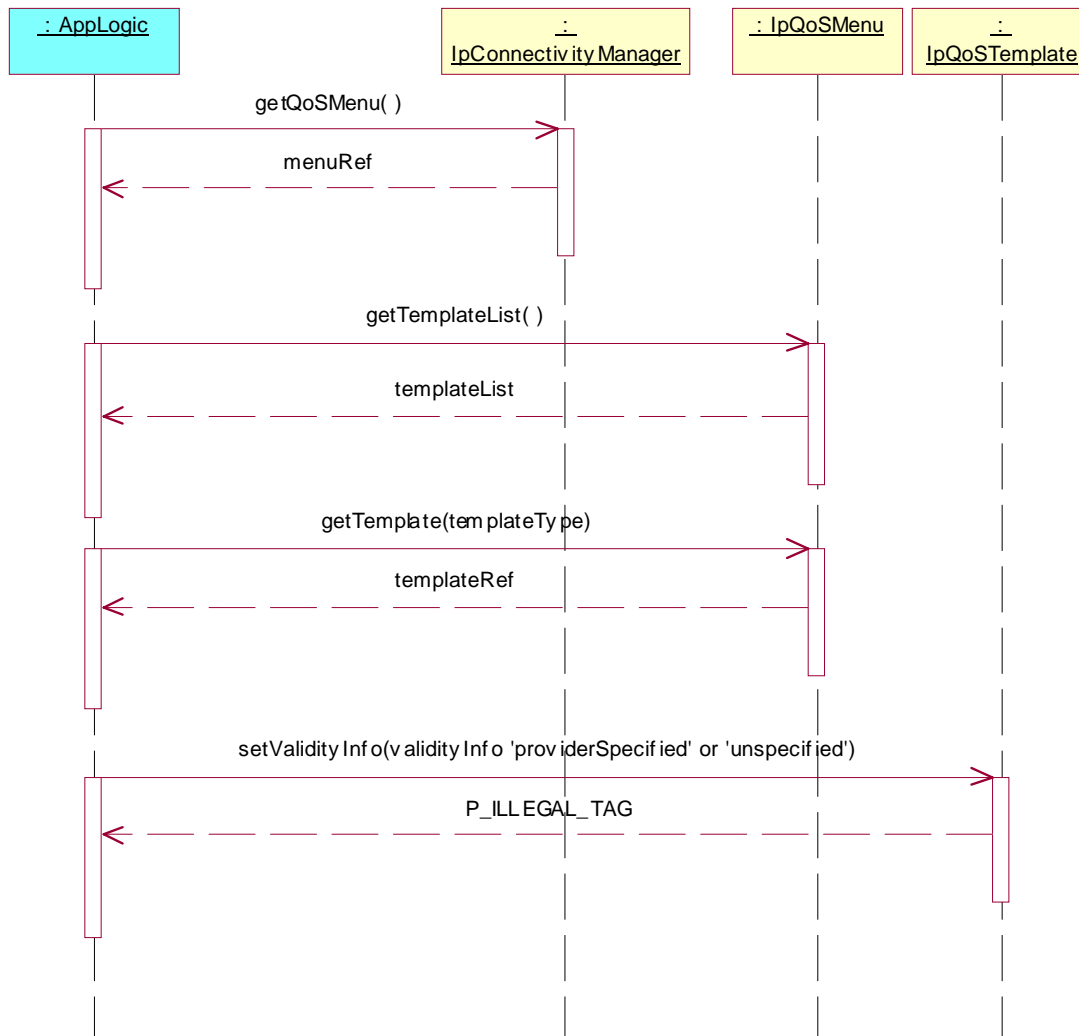 : AppLogic
:
IpConnectivityManager
: IpQoSMenu
:
IpQoSTemplate
getQoSMenu( )
menuRef
getTemplateList( )
templateList
getTemplate(templateType)
templateRef
setValidityInfo(validityInfo 'providerSpecified' or 'unspecified')
P_ILLEGAL_TAG